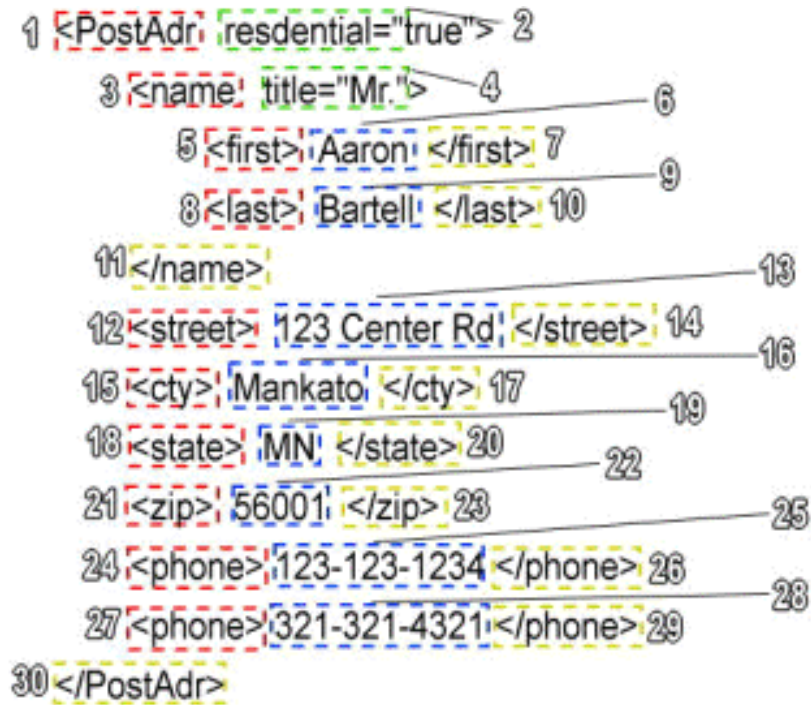 1 <PostAdr resdential="true"> 2
3 <name title="Mr."> 4
6
5 <first> Aaron </first> 7
9
8 <last> Bartell </last> 10
11 </name>
13
12 <street> 123 Center Rd </street> 14
16
15 <cty> Mankato </cty> 17
19
18 <state> MN </state> 20
22
21 <zip> 56001 </zip> 23
25
24 <phone> 123-123-1234 </phone> 26
28
27 <phone> 321-321-4321 </phone> 29
30 </PostAdr>